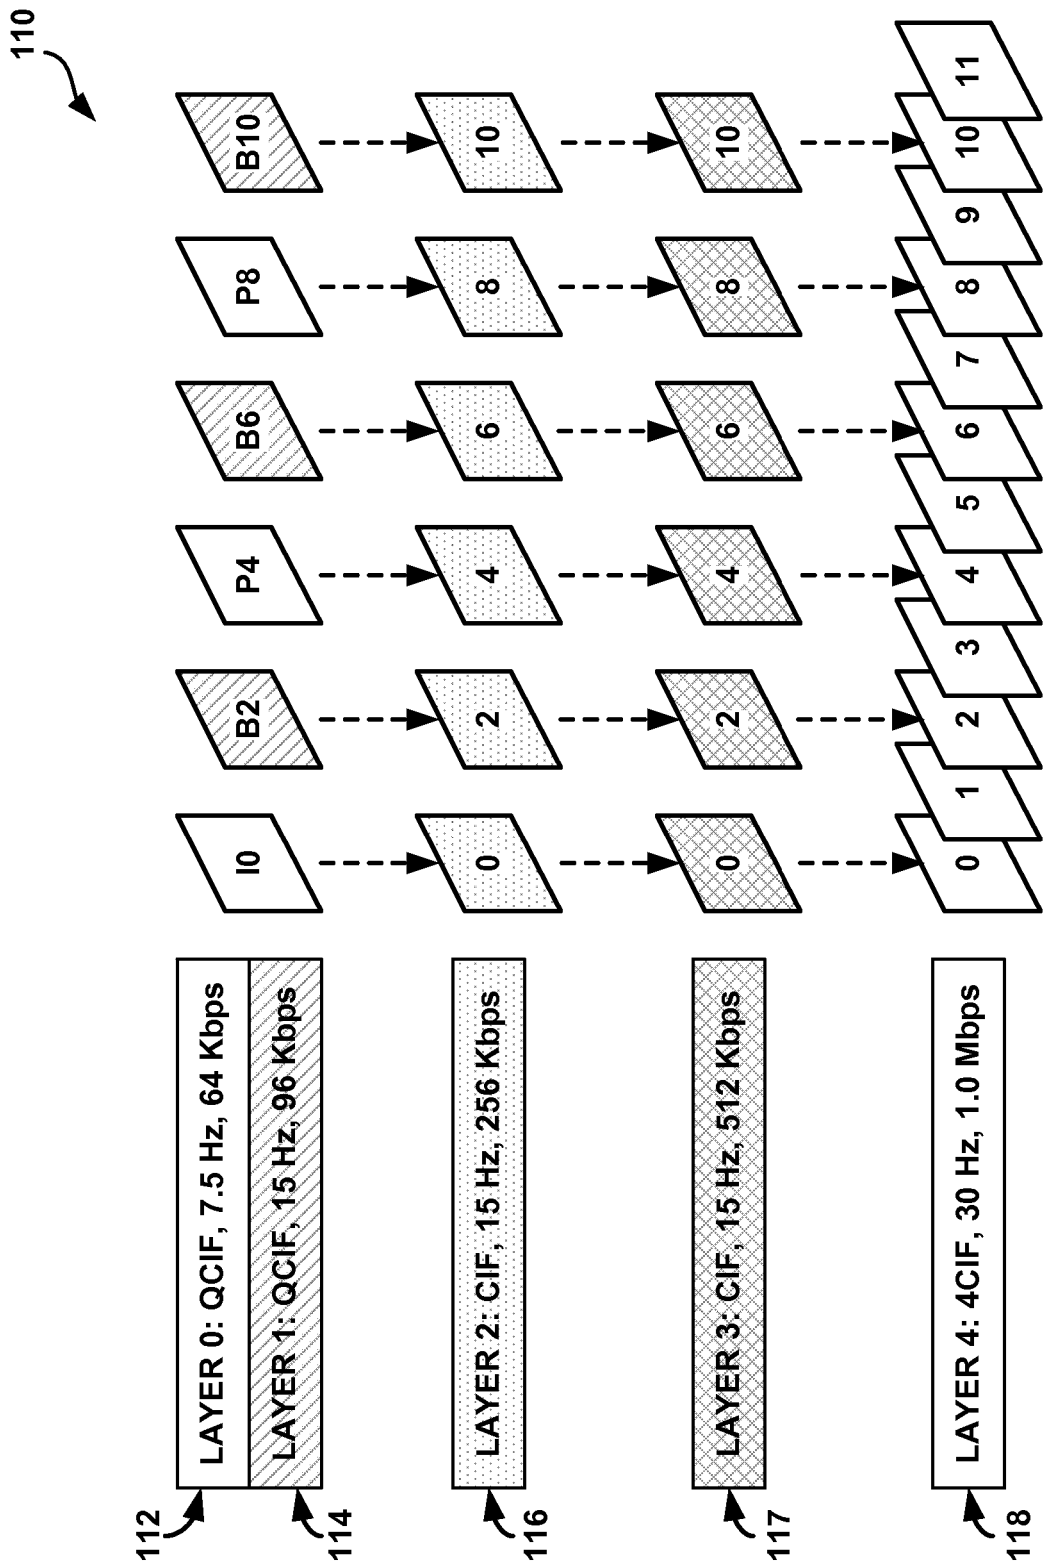 110
112
LAYER 0: QCIF, 7.5 Hz, 64 Kbps
I0
B2
P4
B6
P8
B10
114
LAYER 1: QCIF, 15 Hz, 96 Kbps
116
LAYER 2: CIF, 15 Hz, 256 Kbps
0
2
4
6
8
10
117
LAYER 3: CIF, 15 Hz, 512 Kbps
0
2
4
6
8
10
118
LAYER 4: 4CIF, 30 Hz, 1.0 Mbps
0
1
2
3
4
5
6
7
8
9
10
11